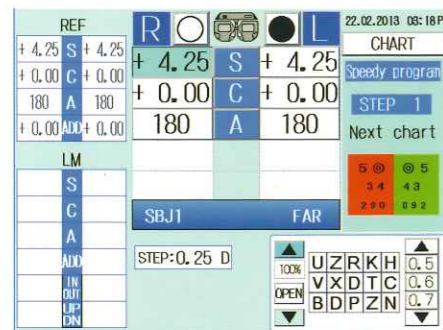 REF
+ 4.25 S + 4.25
+ 0.00 C + 0.00
180 A 180
+ 0.00 ADD + 0.00
LM
S
C
A
ADD
IN
OUT
UP
DN
R L
+ 4.25 S + 4.25
+ 0.00 C + 0.00
180 A 180
SBJ1 FAR
STEP:0.25 D
22.02.2013 03:18P
CHART
Speedy program
STEP 1
Next chart
5 5
3 4 4 3
2 9 0 0 9 2
100%
OPEN
U Z R K H 0.5
V X D T C 0.6
B D P Z N 0.7